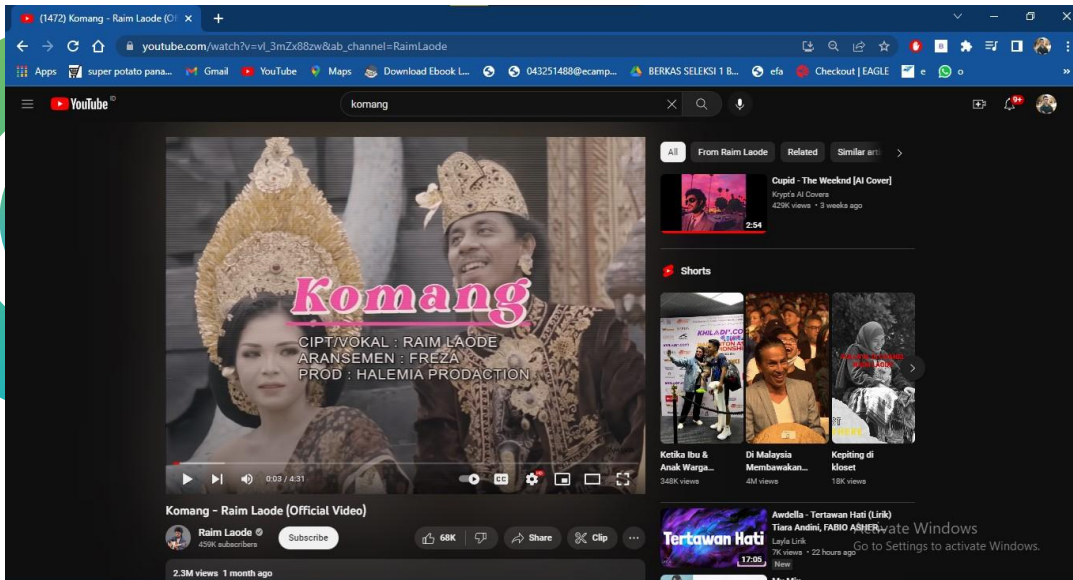 (1472) Komang - Raim Laode (Of
youtube.com/watch?v=vl_3mZx88zw&ab_channel=RaimLaode
Apps super potato pana... Gmail YouTube Maps Download Ebook L... 043251488@ecamp... BERKAS SELEKSI 1 B... efa Checkout | EAGLE e o »
YouTube ID komang 9+
All From Raim Laode Related Similar arti
Cupid - The Weeknd [AI Cover]
Krypt's AI Covers
429K views • 3 weeks ago
2:54
Shorts
Komang
CIPT/VOKAL : RAIM LAODE
ARANSEMEN : FREZA
PROD : HALEMIA PRODACTION
Ketika Ibu &
Anak Warga...
348K views
Di Malaysia
Membawakan...
4M views
Kepiting di
kloset
18K views
0:03 / 4:31 CC HD
Komang - Raim Laode (Official Video)
Raim Laode
459K subscribers
Subscribe 68K Share Clip ...
2.3M views 1 month ago
Tertawan Hati
17:05
Awdella - Tertawan Hati (Lirik)
Tiara Andini, FABIO ASHER,...
Layla Lirik
7K views • 22 hours ago
New
Activate Windows
Go to Settings to activate Windows.